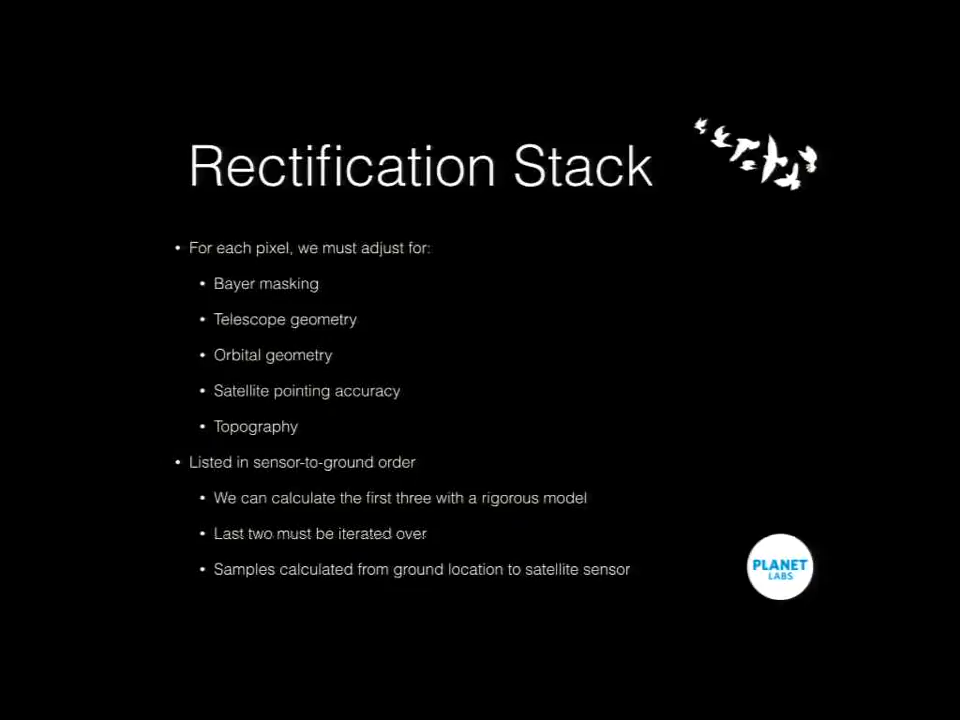 Rectification Stack
• For each pixel, we must adjust for:
• Bayer masking
• Telescope geometry
• Orbital geometry
• Satellite pointing accuracy
• Topography
• Listed in sensor-to-ground order
• We can calculate the first three with a rigorous model
• Last two must be iterated over
• Samples calculated from ground location to satellite sensor
PLANET
LABS